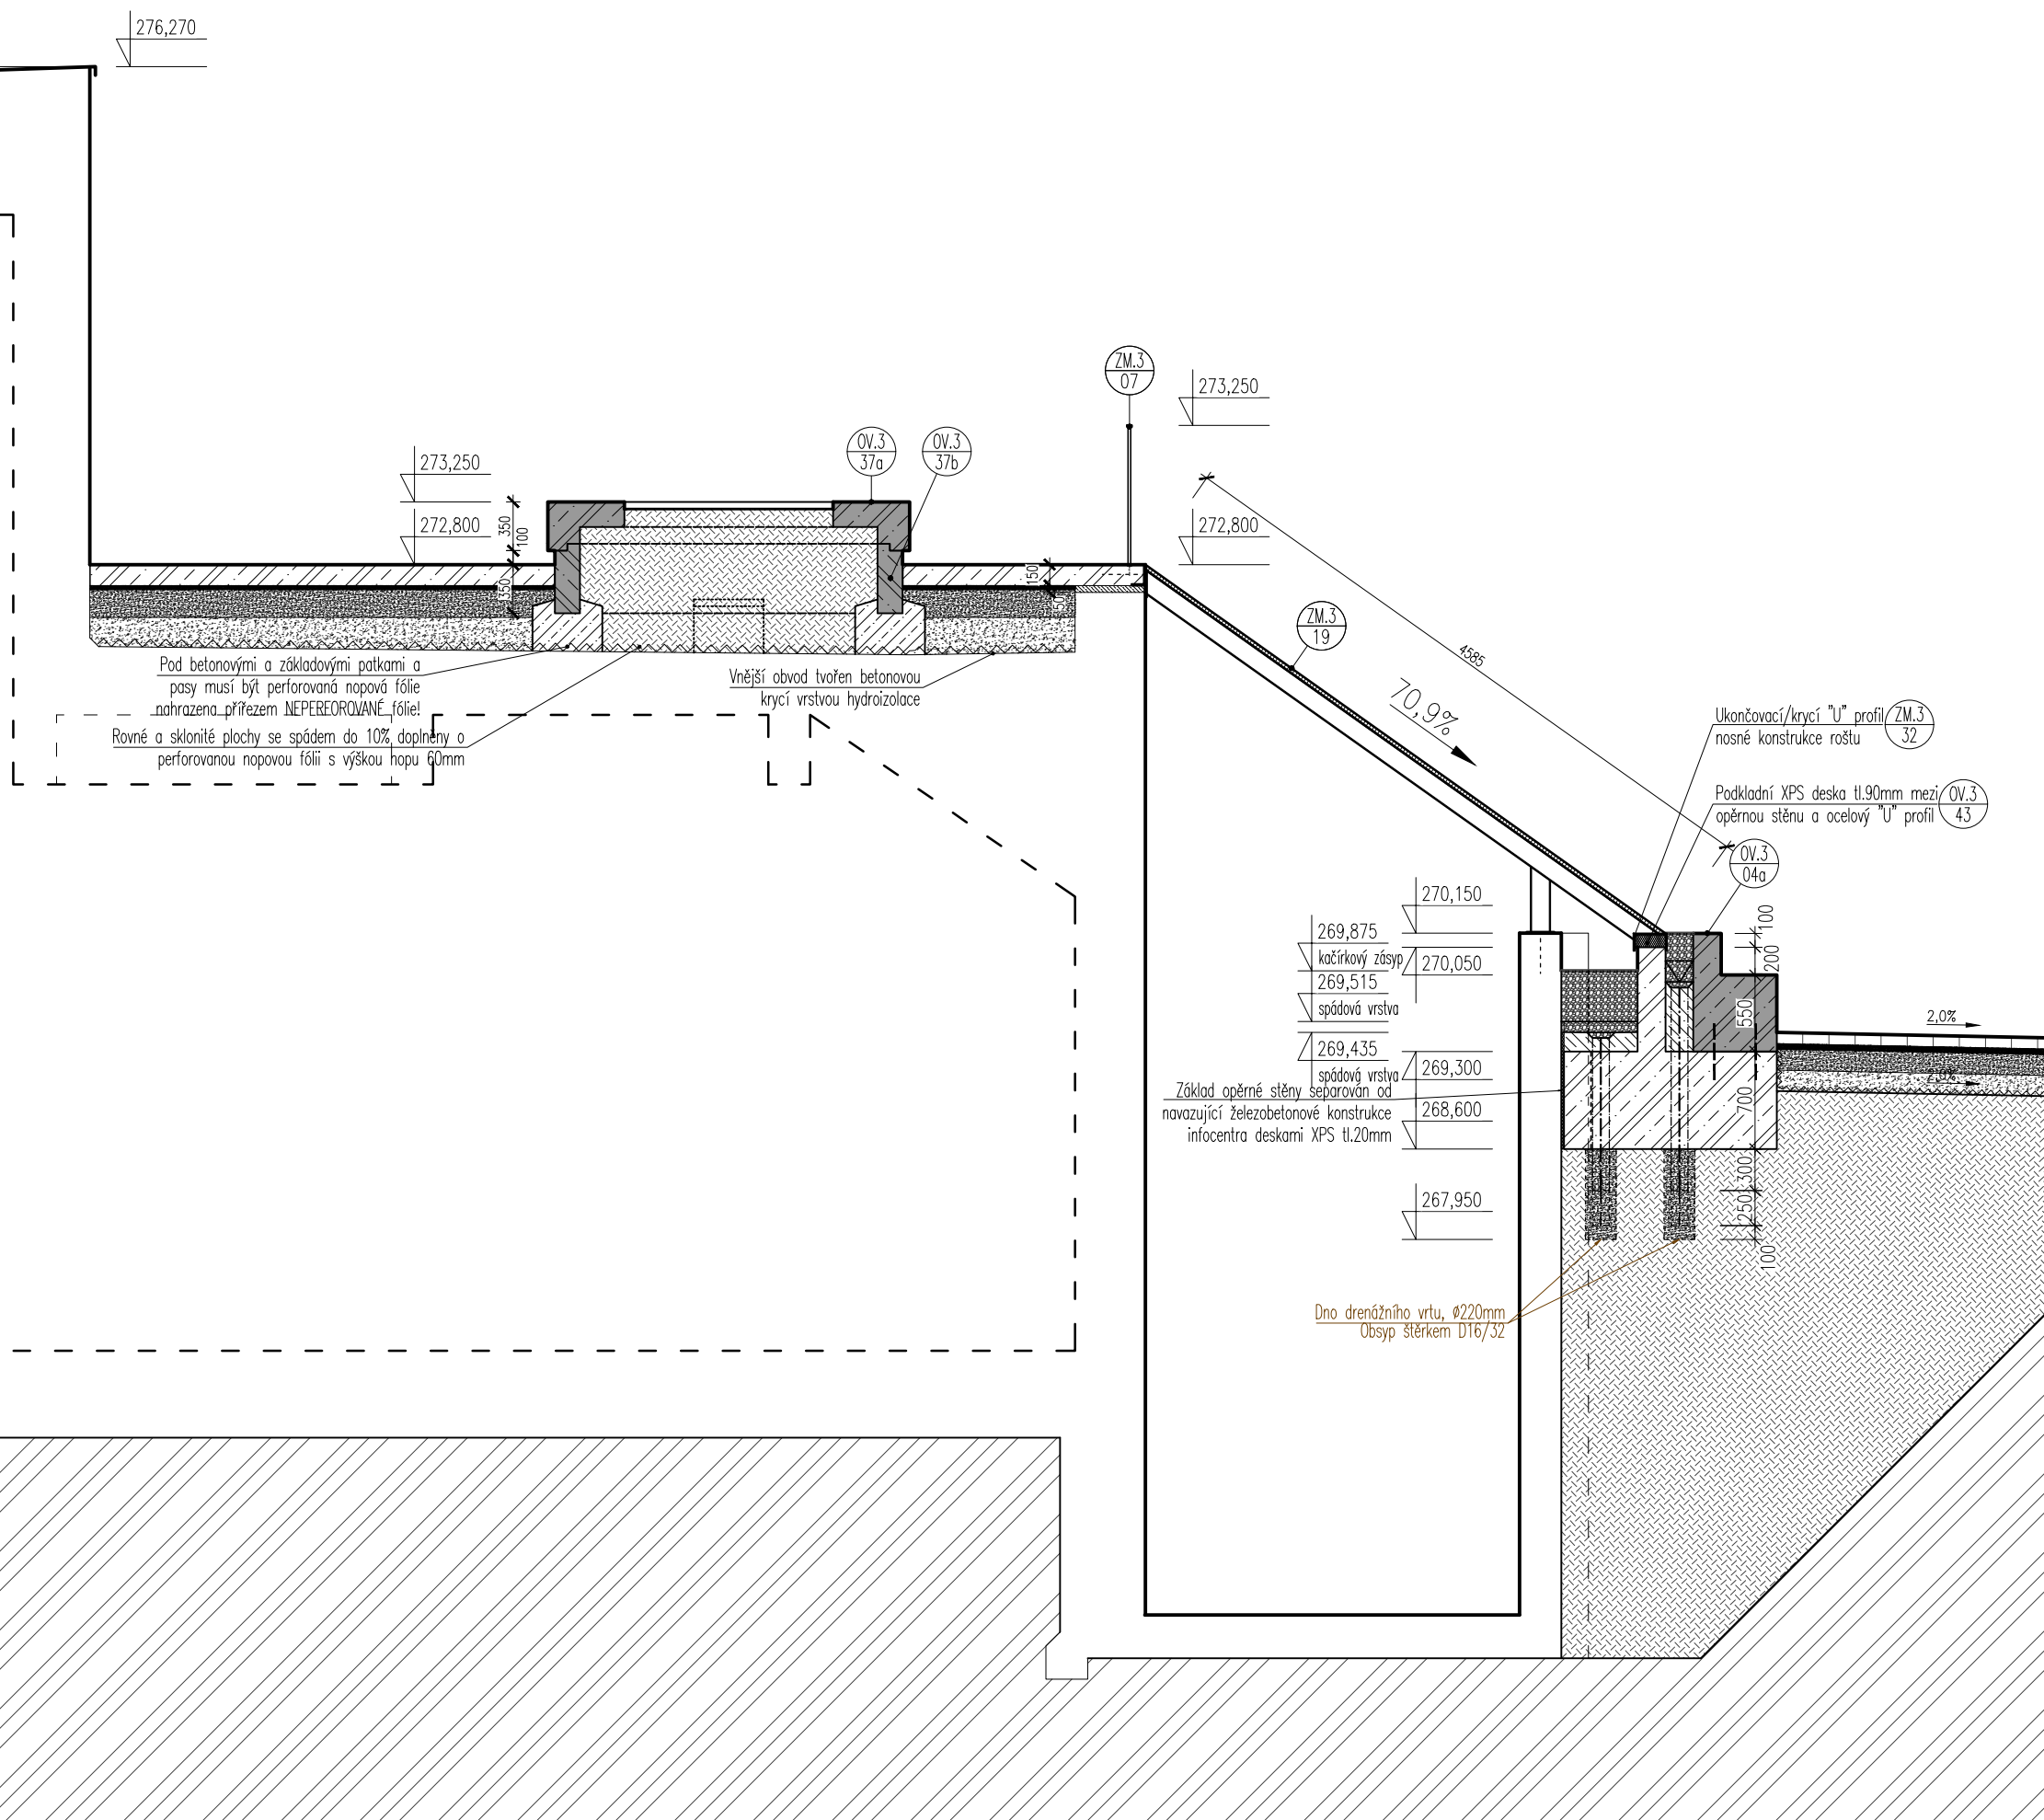 276,270
ZM.3
07
273,250
OV.3
37a
OV.3
37b
273,250
272,800
350
100
350
272,800
150
50
ZM.3
19
4585
70,9%
Pod betonovými a základovými patkami a
pasy musí být perforovaná nopová fólie
nahrazena přířezem NEPERFOROVANÉ fólie!
Rovné a sklonité plochy se spádem do 10% doplněny o
perforovanou nopovou fólii s výškou nopu 60mm
Vnější obvod tvořen betonovou
krycí vrstvou hydroizolace
Ukončovací/krycí "U" profil
nosné konstrukce roštu
ZM.3
32
Podkladní XPS deska tl.90mm mezi
opěrnou stěnu a ocelový "U" profil
OV.3
43
OV.3
04a
270,150
269,875
kačírkový zásyp
270,050
269,515
spádová vrstva
269,435
spádová vrstva
269,300
268,600
267,950
Základ opěrné stěny separován od
navazující železobetonové konstrukce
infocentra deskami XPS tl.20mm
100
200
550
700
300
250
100
2,0%
2,0%
Dno drenážního vrtu, Ø220mm
Obsyp štěrkem D16/32